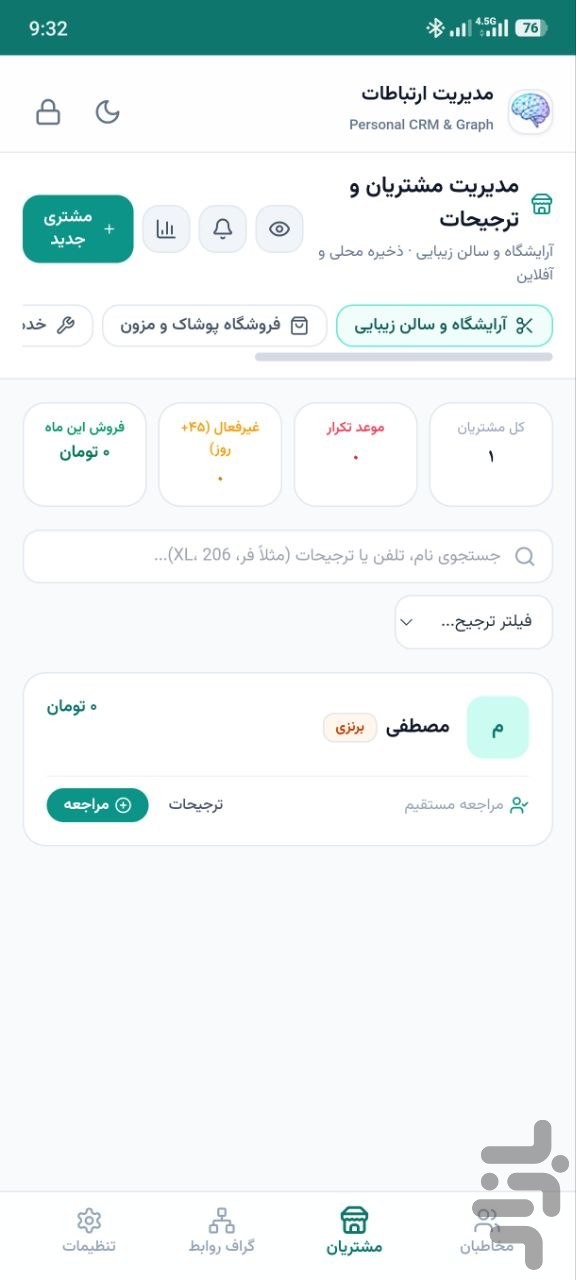 9:32
4.5G
76
مدیریت ارتباطات
Personal CRM & Graph
مدیریت مشتریان و
ترجیحات
آرایشگاه و سالن زیبایی · ذخیره محلی و
آفلاین
+ مشتری
جدید
آرایشگاه و سالن زیبایی
فروشگاه پوشاک و مزون
خده
کل مشتریان
۱
موعد تکرار
۰
غیرفعال (۴۵+
روز)
۰
فروش این ماه
۰ تومان
جستجوی نام، تلفن یا ترجیحات (مثلاً فر، 206 ،XL)...
فیلتر ترجیح...
م
مصطفی
برنزی
۰ تومان
مراجعه مستقیم
ترجیحات
مراجعه
مخاطبان
مشتریان
گراف روابط
تنظیمات